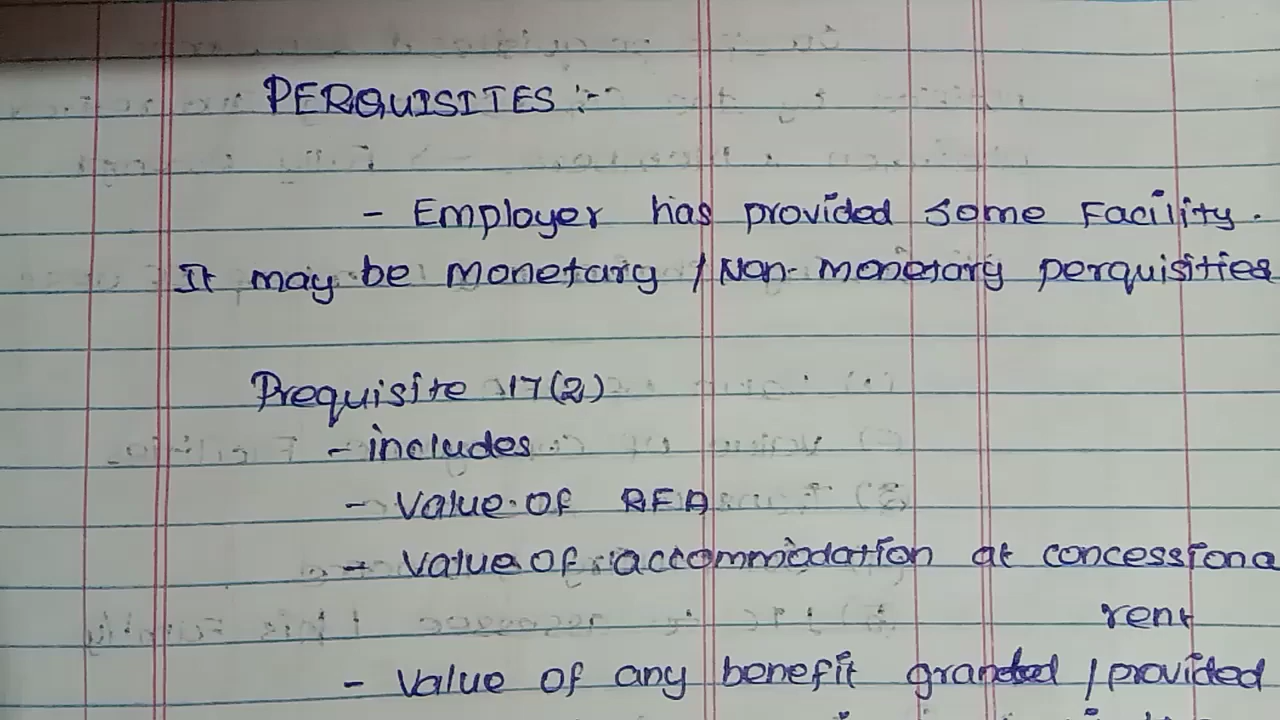 PERQUISITES :-
- Employer has provided some Facility.
It may be monetary / Non-monetary perquisities
Prequisite 17(2)
- includes
- Value of RFA
- Value of accommodation at concessiona
rent
- Value of any benefit granded / provided